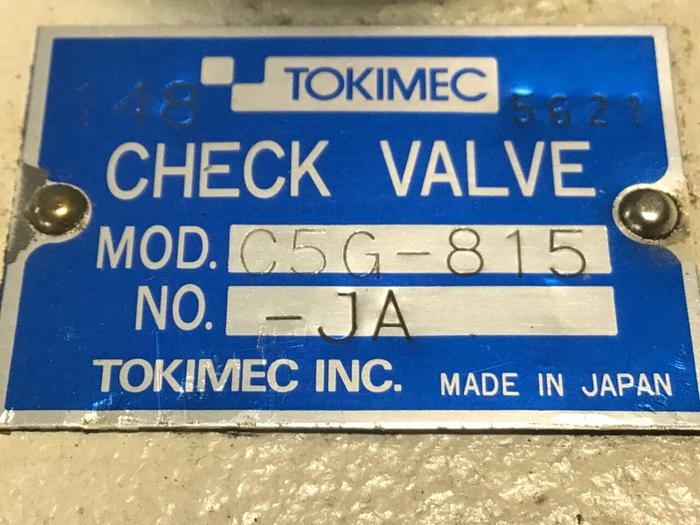 TOKIMEC
148 5621
CHECK VALVE
MOD. C5G-815
NO. -JA
TOKIMEC INC. MADE IN JAPAN